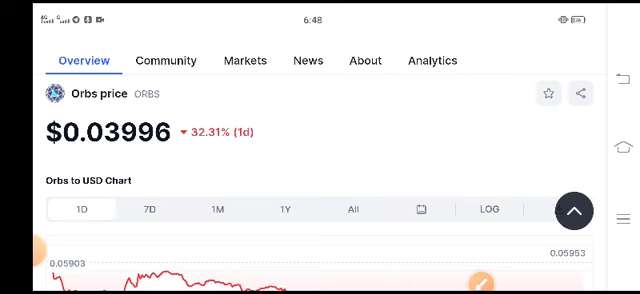 6:48
Overview Community Markets News About Analytics
Orbs price ORBS
$0.03996 32.31% (1d)
Orbs to USD Chart
1D 7D 1M 1Y All LOG
0.05953
0.05903